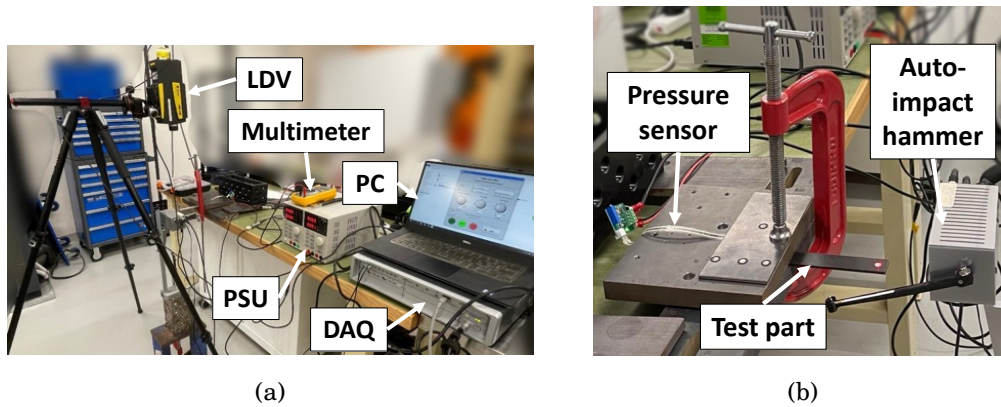 LDV
Multimeter
PC
PSU
DAQ
(a)
Pressure
sensor
Auto-
impact
hammer
Test part
(b)